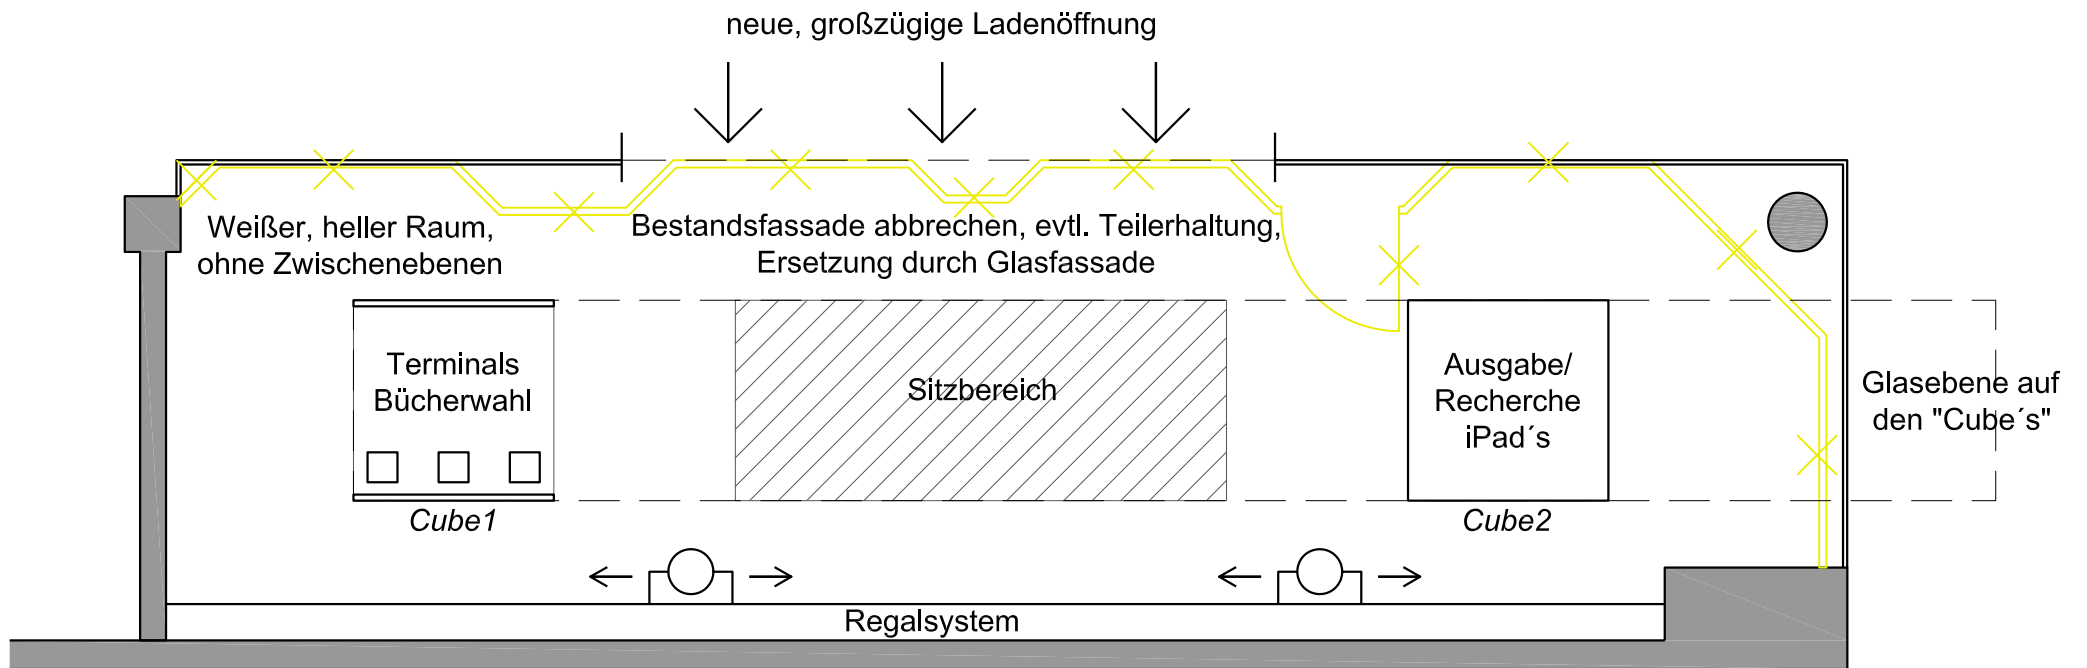 neue, großzügige Ladenöffnung
Weißer, heller Raum,
ohne Zwischenebenen
Bestandsfassade abbrechen, evtl. Teilerhaltung,
Ersetzung durch Glasfassade
Terminals
Bücherwahl
Cube1
Sitzbereich
Ausgabe/
Recherche
iPad´s
Cube2
Glasebene auf
den "Cube´s"
Regalsystem